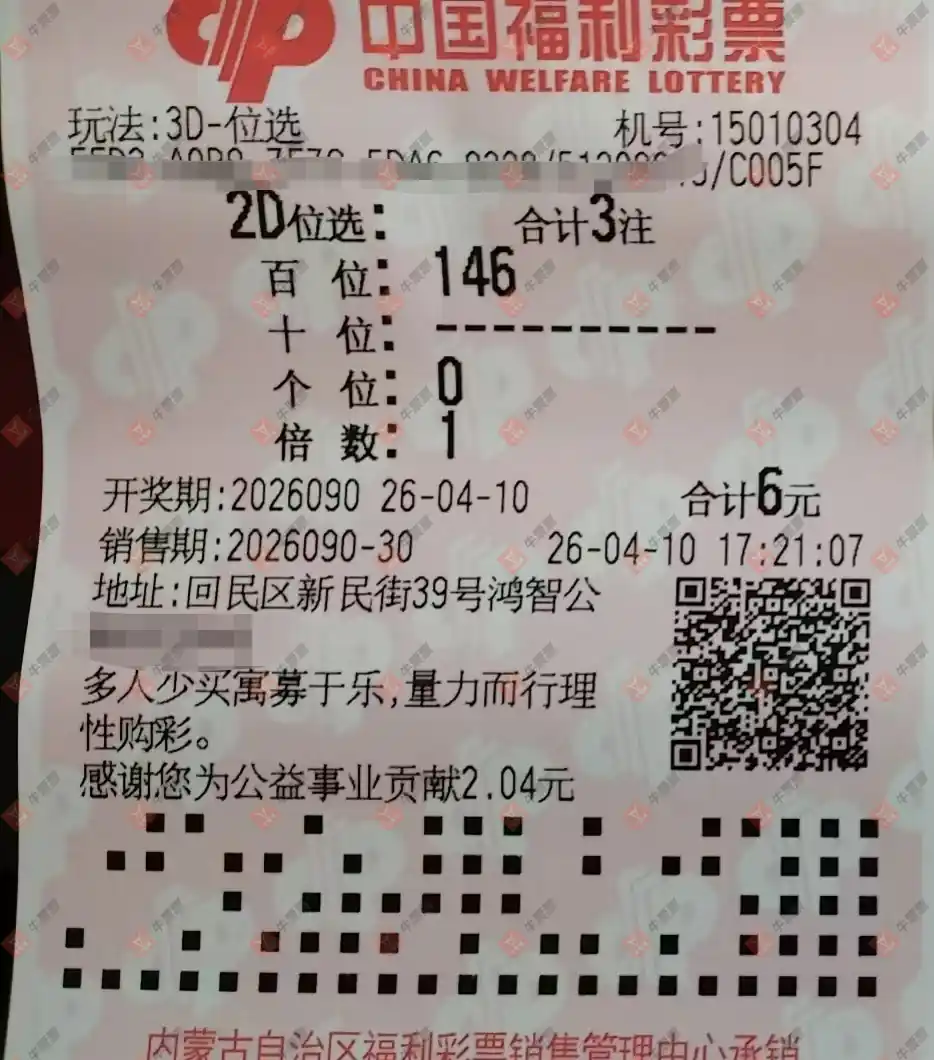 中国福利彩票
CHINA WELFARE LOTTERY
玩法:3D-位选 机号:15010304
/C005F
2D位选: 合计3注
百 位: 146
十 位: ----------
个 位: 0
倍 数: 1
开奖期:2026090 26-04-10 合计6元
销售期:2026090-30 26-04-10 17:21:07
地址:回民区新民街39号鸿智公
多人少买寓募于乐,量力而行理
性购彩。
感谢您为公益事业贡献2.04元
内蒙古自治区福利彩票销售管理中心承销